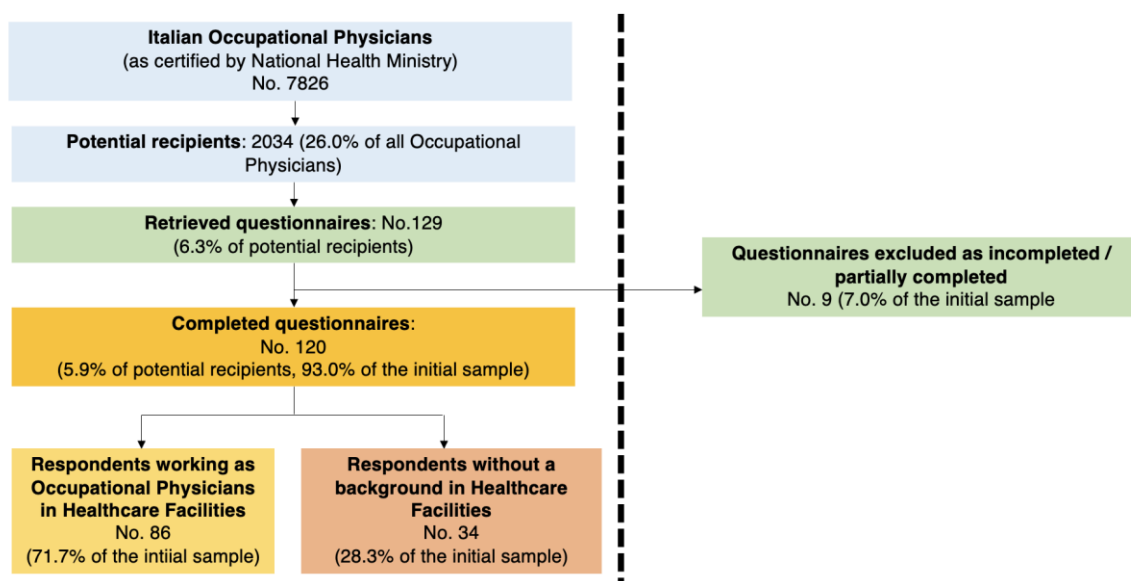 Italian Occupational Physicians
(as certified by National Health Ministry)
No. 7826
Potential recipients: 2034 (26.0% of all Occupational
Physicians)
Retrieved questionnaires: No.129
(6.3% of potential recipients)
Questionnaires excluded as incompleted /
partially completed
No. 9 (7.0% of the initial sample
Completed questionnaires:
No. 120
(5.9% of potential recipients, 93.0% of the initial sample)
Respondents working as
Occupational Physicians
in Healthcare Facilities
No. 86
(71.7% of the intiial sample)
Respondents without a
background in Healthcare
Facilities
No. 34
(28.3% of the initial sample)